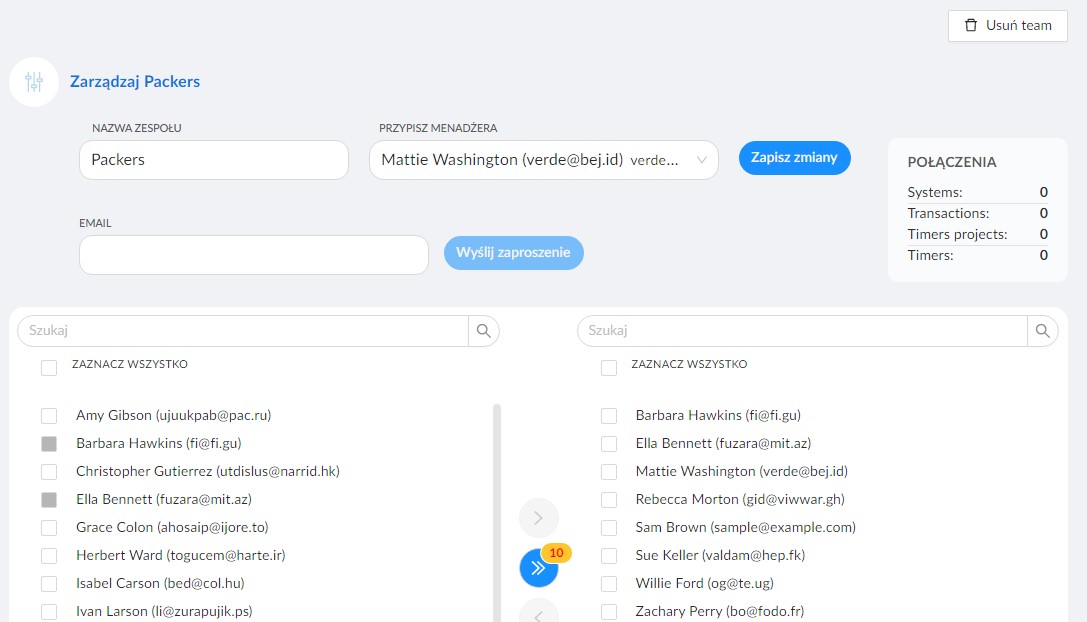 Usuń team
Zarządzaj Packers
NAZWA ZESPOŁU
PRZYPISZ MENADŻERA
Packers
Mattie Washington (verde@bej.id) verde...
Zapisz zmiany
EMAIL
Wyślij zaproszenie
POŁĄCZENIA
Systems: 0
Transactions: 0
Timers projects: 0
Timers: 0
Szukaj
ZAZNACZ WSZYSTKO
Amy Gibson (ujuukpab@pac.ru)
Barbara Hawkins (fi@fi.gu)
Christopher Gutierrez (utdislus@narrid.hk)
Ella Bennett (fuzara@mit.az)
Grace Colon (ahosaip@ijore.to)
Herbert Ward (togucem@harte.ir)
Isabel Carson (bed@col.hu)
Ivan Larson (li@zurapujik.ps)
10
Szukaj
ZAZNACZ WSZYSTKO
Barbara Hawkins (fi@fi.gu)
Ella Bennett (fuzara@mit.az)
Mattie Washington (verde@bej.id)
Rebecca Morton (gid@viwwar.gh)
Sam Brown (sample@example.com)
Sue Keller (valdam@hep.fk)
Willie Ford (og@te.ug)
Zachary Perry (bo@fodo.fr)